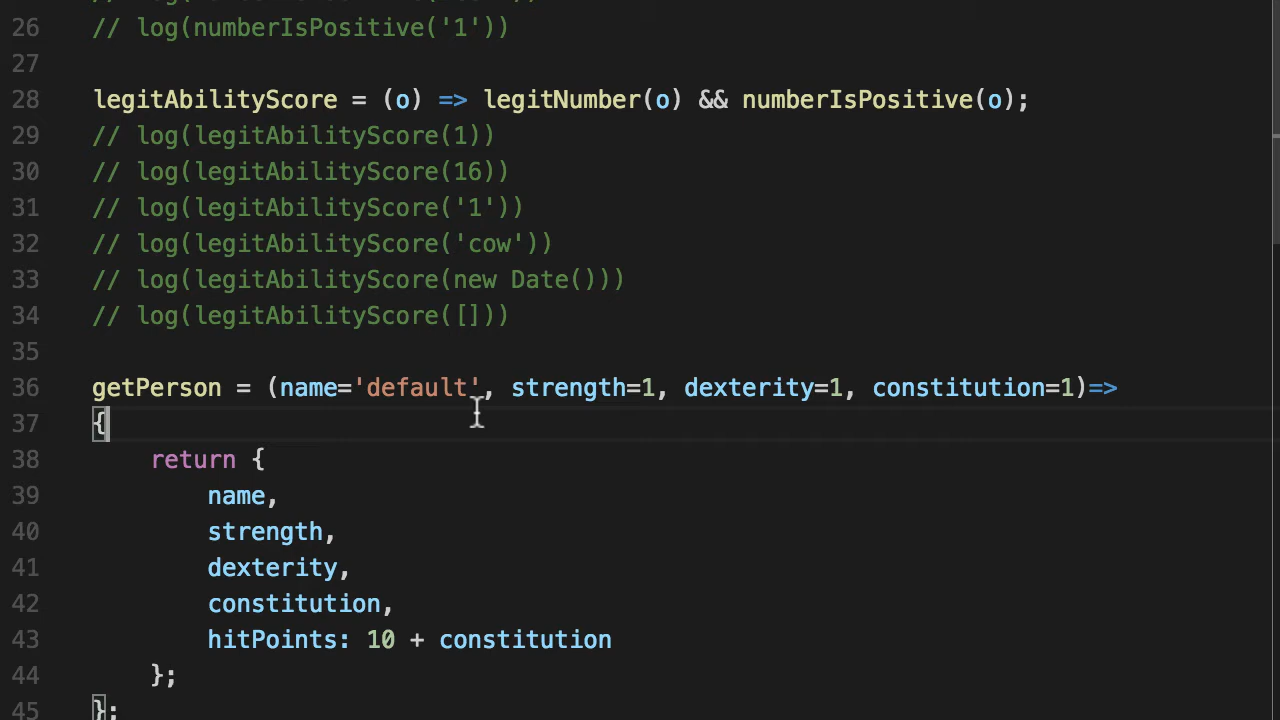 26 // log(numberIsPositive('1'))
27
28 legitAbilityScore = (o) => legitNumber(o) && numberIsPositive(o);
29 // log(legitAbilityScore(1))
30 // log(legitAbilityScore(16))
31 // log(legitAbilityScore('1'))
32 // log(legitAbilityScore('cow'))
33 // log(legitAbilityScore(new Date()))
34 // log(legitAbilityScore([]))
35
36 getPerson = (name='default', strength=1, dexterity=1, constitution=1)=>
37 {
38     return {
39         name,
40         strength,
41         dexterity,
42         constitution,
43         hitPoints: 10 + constitution
44     };
45 };